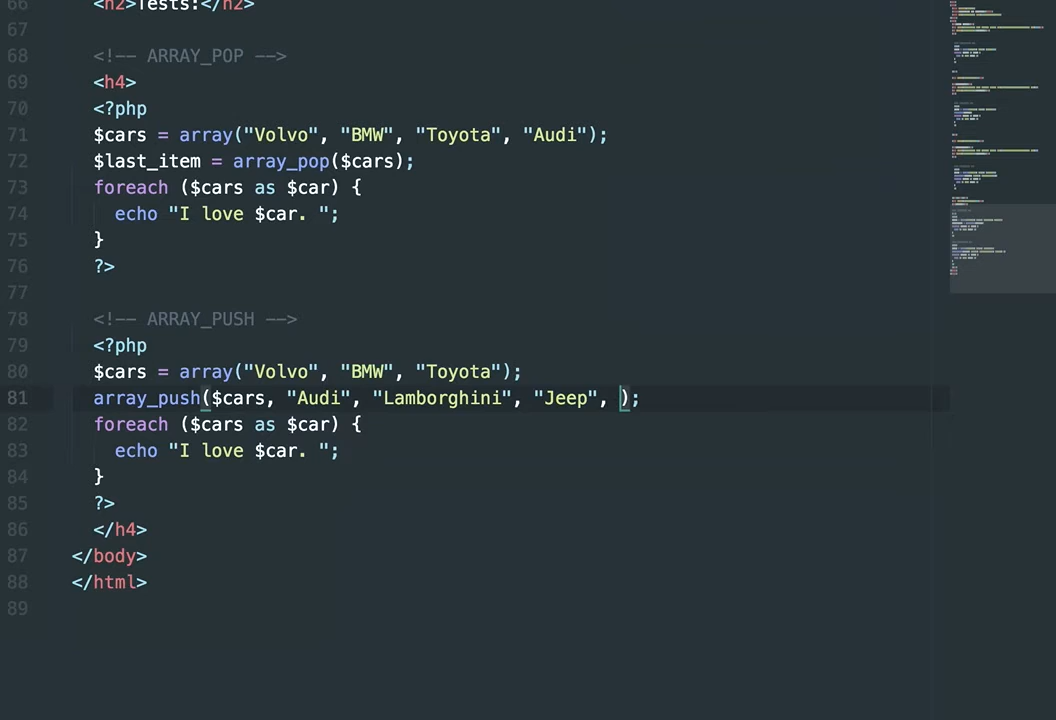 66 <h2>Tests:</h2>
67
68 <!-- ARRAY_POP -->
69 <h4>
70 <?php
71 $cars = array("Volvo", "BMW", "Toyota", "Audi");
72 $last_item = array_pop($cars);
73 foreach ($cars as $car) {
74 echo "I love $car. ";
75 }
76 ?>
77
78 <!-- ARRAY_PUSH -->
79 <?php
80 $cars = array("Volvo", "BMW", "Toyota");
81 array_push($cars, "Audi", "Lamborghini", "Jeep", );
82 foreach ($cars as $car) {
83 echo "I love $car. ";
84 }
85 ?>
86 </h4>
87 </body>
88 </html>
89